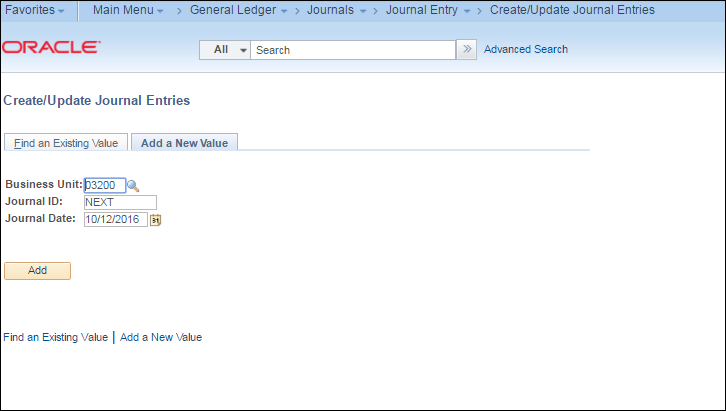 Favorites Main Menu > General Ledger > Journals > Journal Entry > Create/Update Journal Entries
ORACLE All Search >> Advanced Search
Create/Update Journal Entries
Find an Existing Value Add a New Value
Business Unit: 03200
Journal ID: NEXT
Journal Date: 10/12/2016 31
Add
Find an Existing Value | Add a New Value